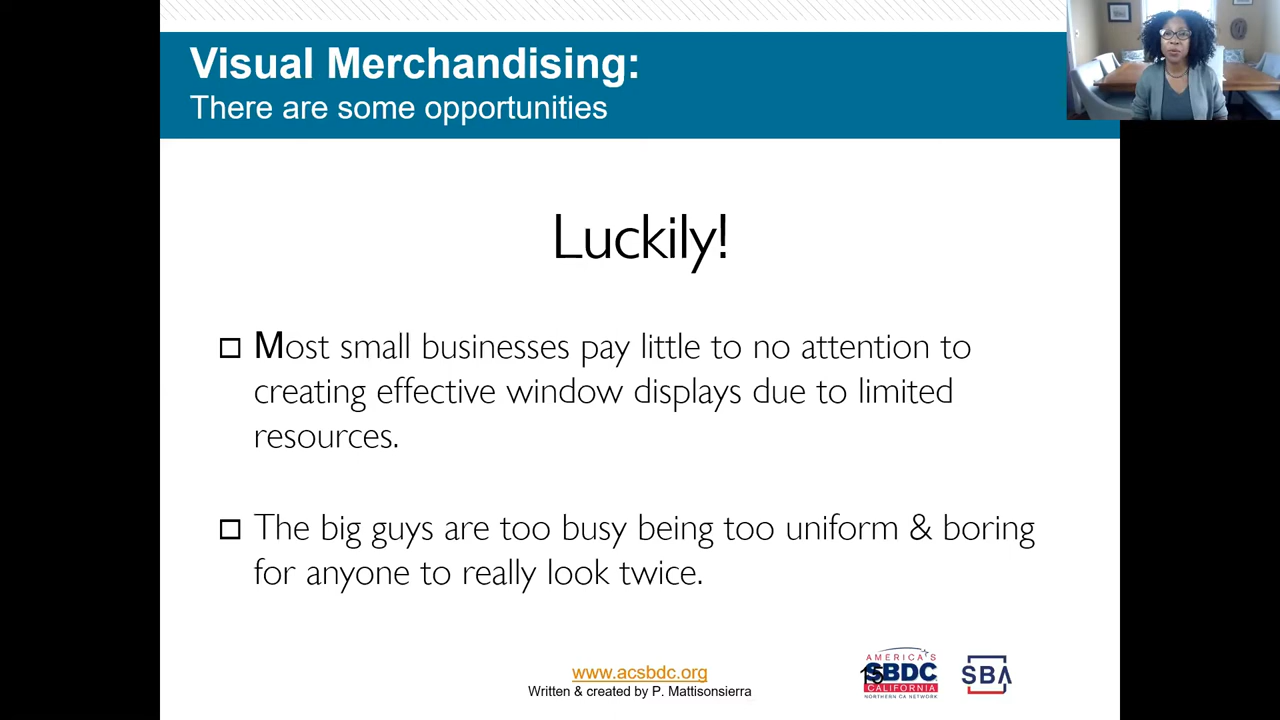 Visual Merchandising:
There are some opportunities
Luckily!
Most small businesses pay little to no attention to
creating effective window displays due to limited
resources.
The big guys are too busy being too uniform & boring
for anyone to really look twice.
www.acsbdc.org
Written & created by P. Mattisonsierra
AMERICA'S
SBDC
15
CALIFORNIA
NORTHERN CA NETWORK
SBA